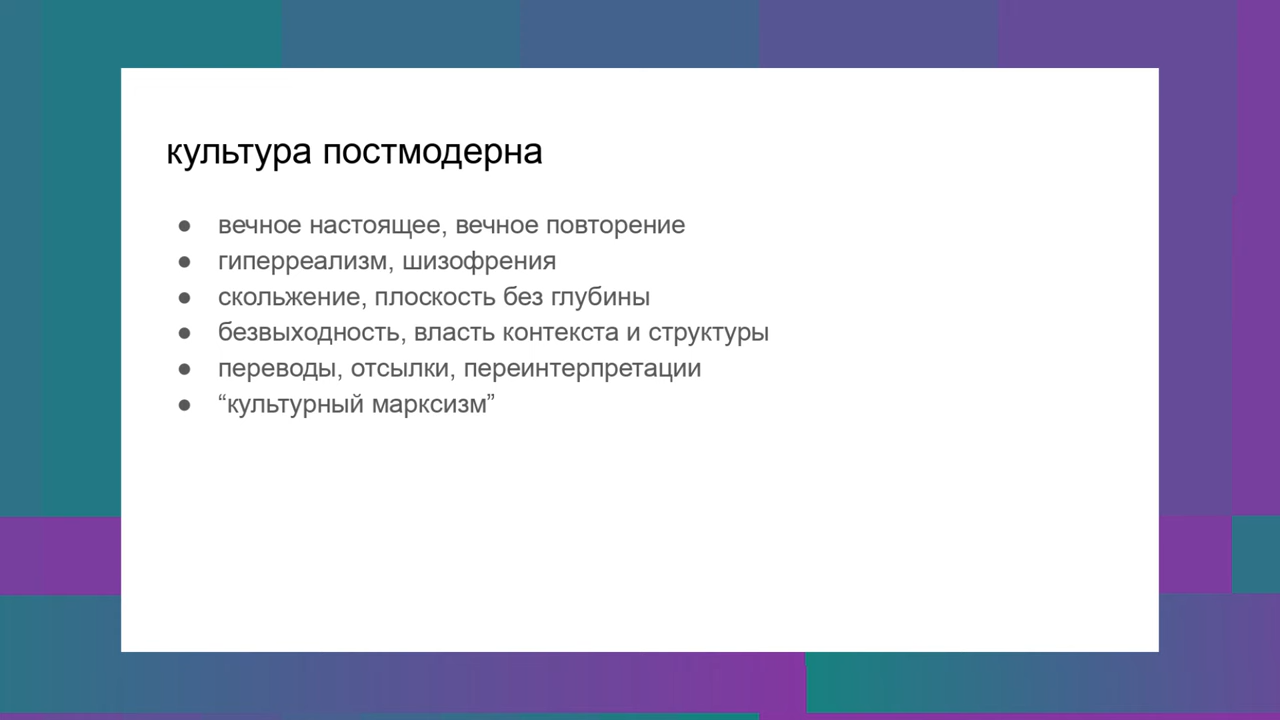 культура постмодерна
● вечное настоящее, вечное повторение
● гиперреализм, шизофрения
● скольжение, плоскость без глубины
● безвыходность, власть контекста и структуры
● переводы, отсылки, переинтерпретации
● “культурный марксизм”